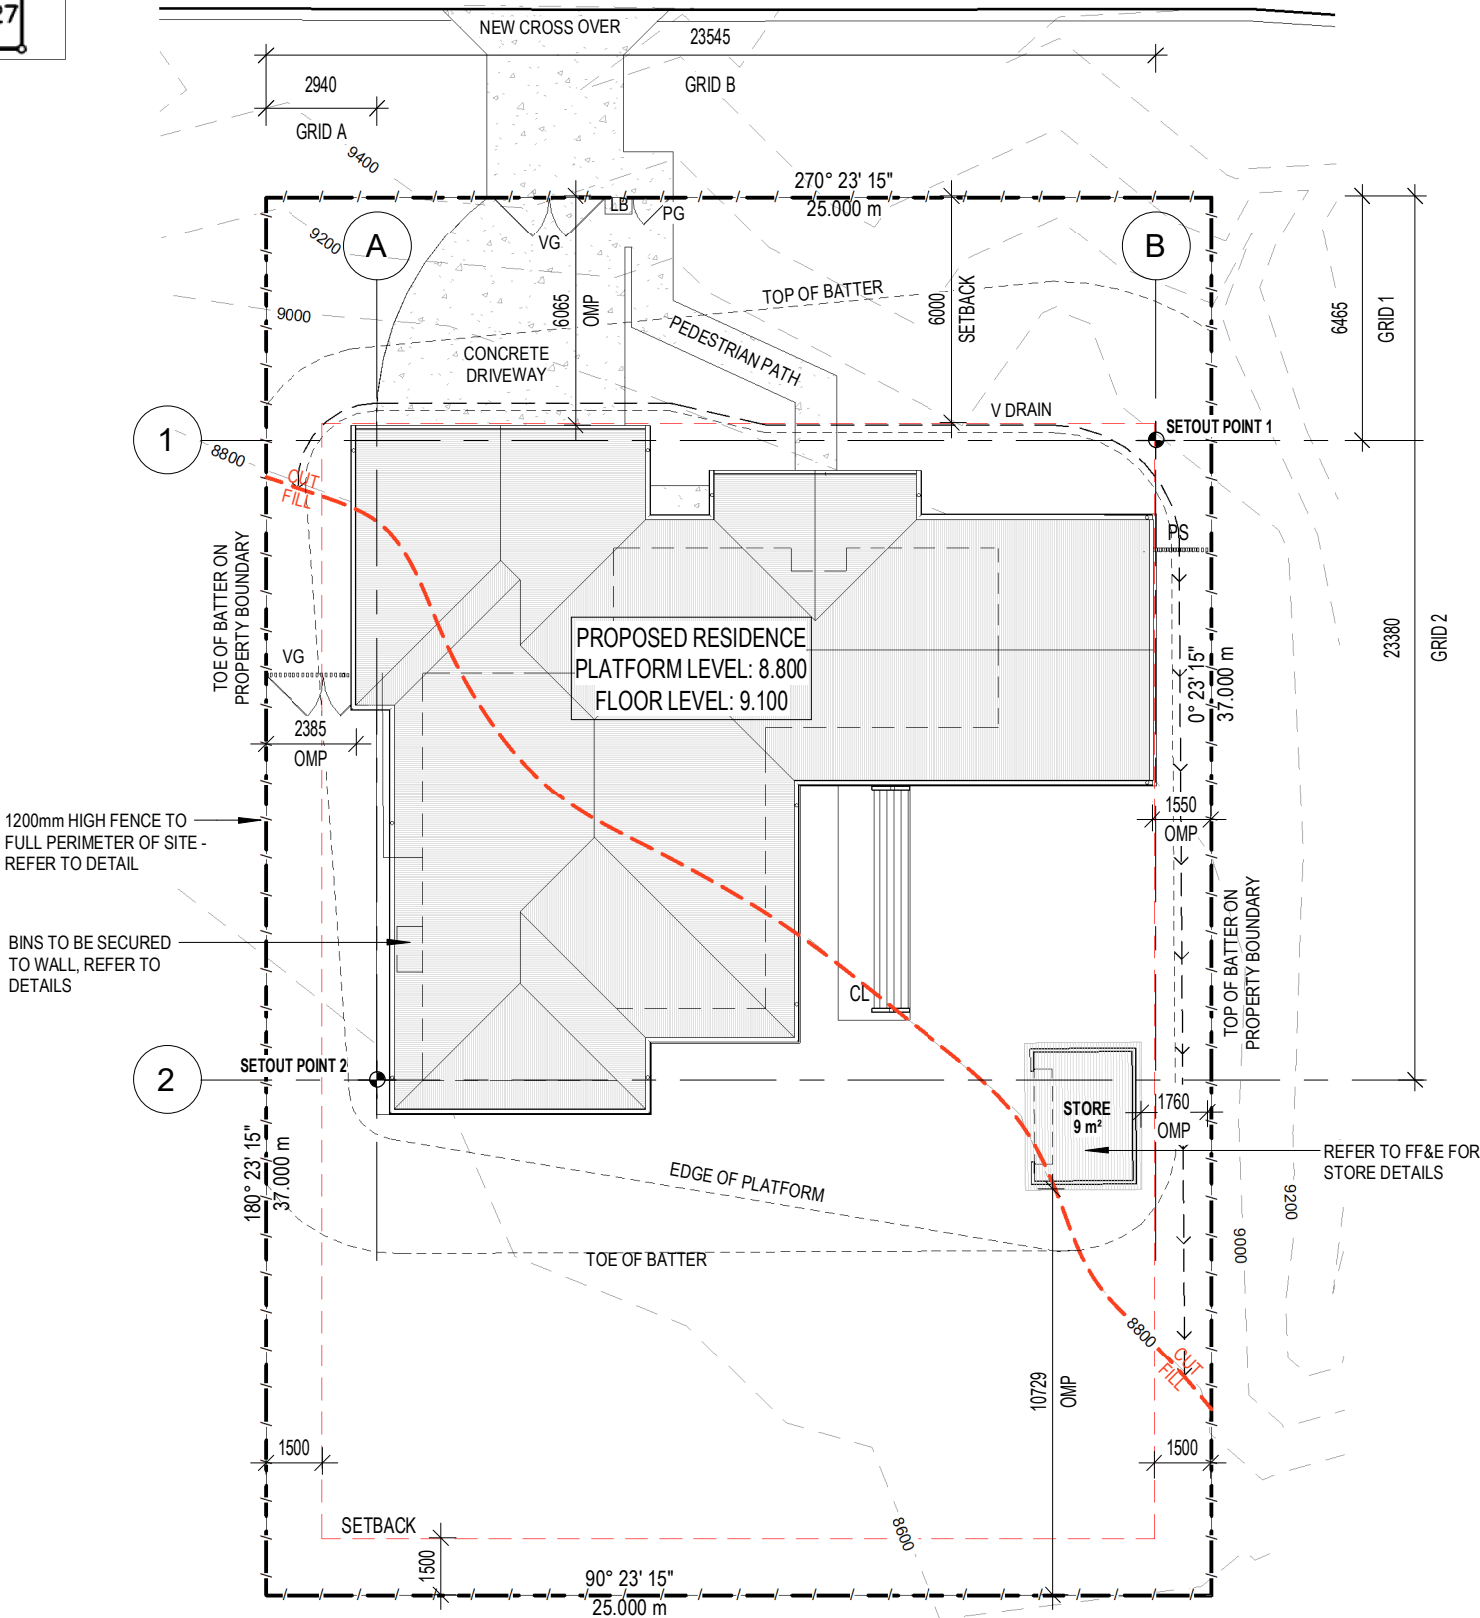 27
NEW CROSS OVER
23545
GRID B
2940
GRID A
9400
270° 23' 15"
25.000 m
LB
PG
VG
9200
A
B
9000
6065
OMP
TOP OF BATTER
6000
SETBACK
6465
GRID 1
CONCRETE
DRIVEWAY
PEDESTRIAN PATH
V DRAIN
SETOUT POINT 1
1
8800
CUT
FILL
PS
TOE OF BATTER ON
PROPERTY BOUNDARY
VG
PROPOSED RESIDENCE
PLATFORM LEVEL: 8.800
FLOOR LEVEL: 9.100
0° 23' 15"
37.000 m
23380
GRID 2
2385
OMP
1200mm HIGH FENCE TO
FULL PERIMETER OF SITE -
REFER TO DETAIL
1550
OMP
BINS TO BE SECURED
TO WALL, REFER TO
DETAILS
TOP OF BATTER ON
PROPERTY BOUNDARY
CL
2
SETOUT POINT 2
STORE
9 m²
1760
OMP
REFER TO FF&E FOR
STORE DETAILS
180° 23' 15"
37.000 m
EDGE OF PLATFORM
9200
9000
TOE OF BATTER
8800
CUT
FILL
10729
OMP
1500
1500
SETBACK
8600
1500
90° 23' 15"
25.000 m